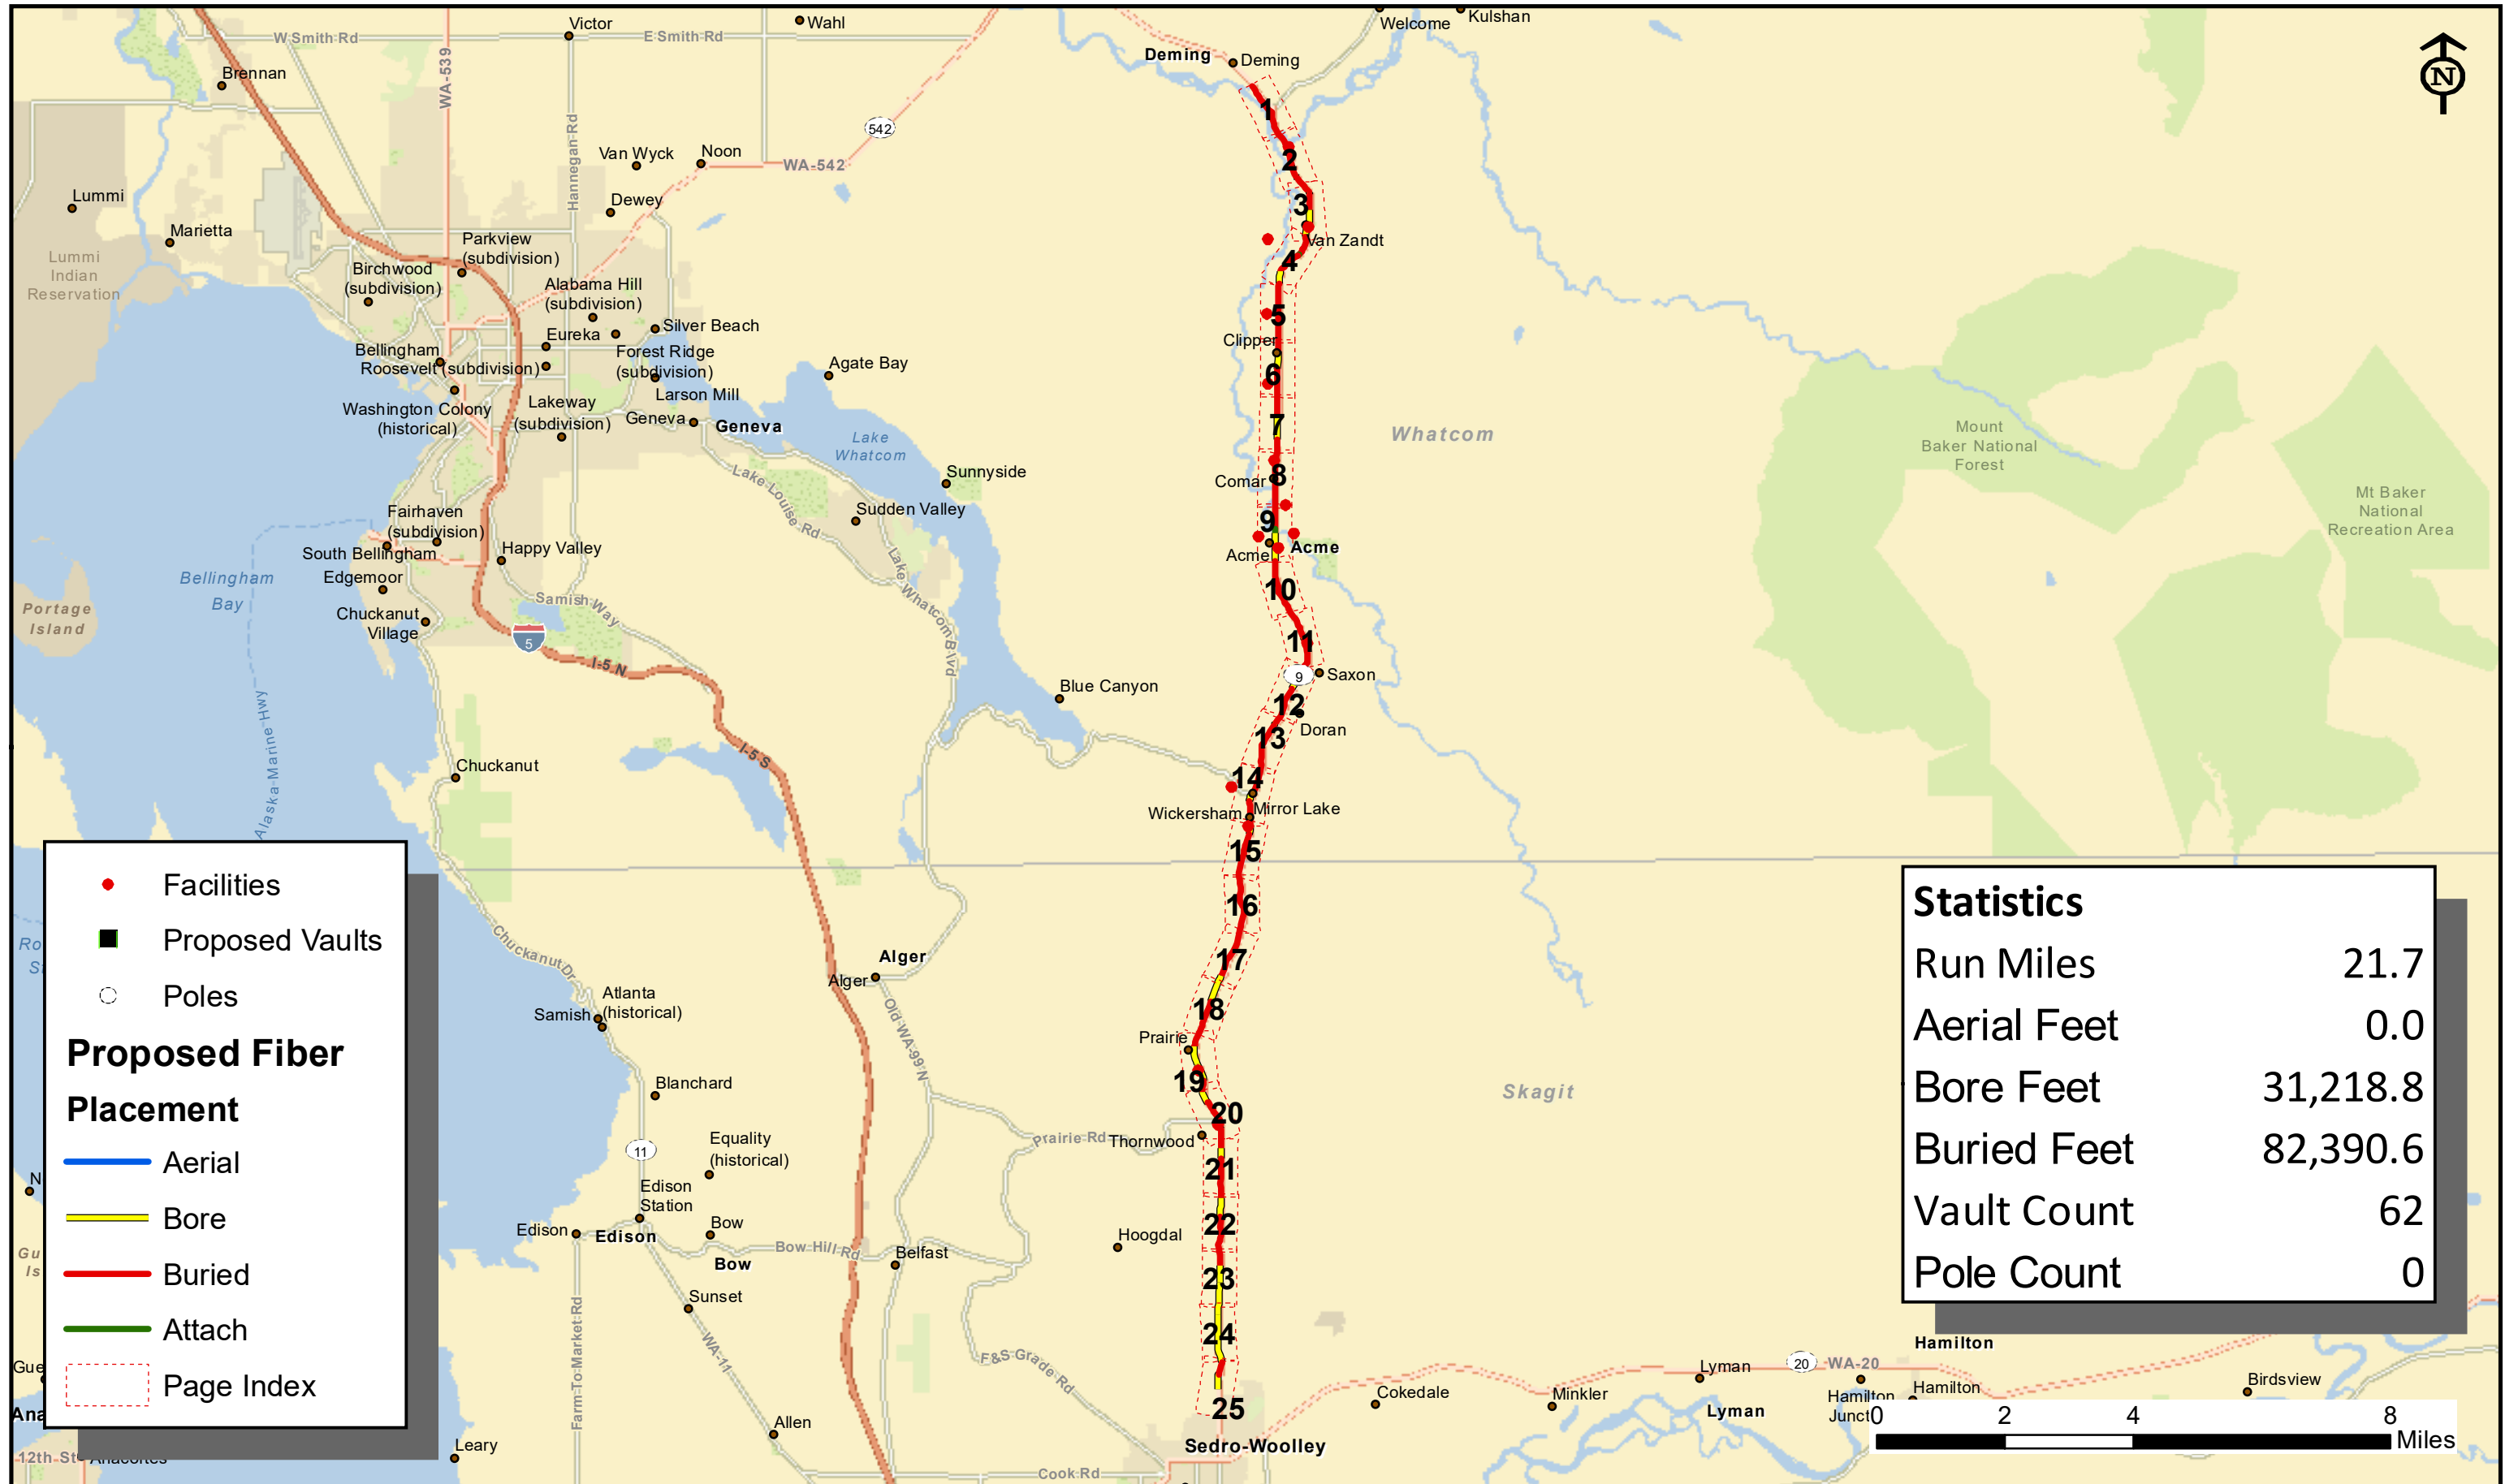 Victor
Wahl
Welcome
Kulshan
W Smith Rd
E Smith Rd
Deming
Deming
N
Brennan
WA-539
Hannegan Rd
542
WA-542
Van Wyck
Noon
Dewey
Lummi
Marietta
Lummi
Indian
Reservation
Parkview
(subdivision)
Birchwood
(subdivision)
Alabama Hill
(subdivision)
Eureka
Silver Beach
Forest Ridge
(subdivision)
Bellingham
Roosevelt (subdivision)
Larson Mill
Agate Bay
Washington Colony
(historical)
Lakeway
(subdivision)
Geneva
Geneva
Lake
Whatcom
Sunnyside
Sudden Valley
Lake Louise Rd
Lake Whatcom Blvd
Fairhaven
(subdivision)
South Bellingham
Happy Valley
Edgemoor
Chuckanut
Village
Bellingham
Bay
Portage
Island
Samish Way
5
I-5 N
I-5 S
Alaska Marine Hwy
Blue Canyon
Chuckanut
1
2
3
Van Zandt
4
5
Clipper
6
7
8
Comar
9
Acme
Acme
10
11
9
Saxon
12
Doran
13
14
Wickersham
Mirror Lake
15
16
17
18
Prairie
19
20
Thornwood
21
22
23
24
25
Sedro-Woolley
Whatcom
Mount
Baker National
Forest
Mt Baker
National
Recreation Area
Skagit
Chuckanut Dr
Alger
Alger
Old WA-99 N
Atlanta
(historical)
Samish
Blanchard
11
Equality
(historical)
Edison
Station
Edison
Edison
Bow
Bow
Bow Hill Rd
Belfast
Prairie Rd
Hoogdal
Sunset
WA-11
Farm To Market Rd
F&S Grade Rd
Allen
Leary
Cook Rd
Cokedale
Minkler
Lyman
Lyman
20
WA-20
Hamilton
Hamilton
Hamilton
Junct
Birdsview
Ro
S
N
Gu
Is
Gue
Ana
12th St
Anacortes
Facilities
Proposed Vaults
Poles
Proposed Fiber
Placement
Aerial
Bore
Buried
Attach
Page Index
Statistics
Run Miles 21.7
Aerial Feet 0.0
Bore Feet 31,218.8
Buried Feet 82,390.6
Vault Count 62
Pole Count 0
0 2 4 8
Miles